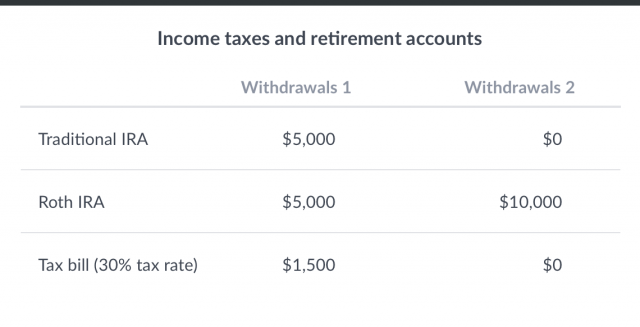 Income taxes and retirement accounts
Withdrawals 1 Withdrawals 2
Traditional IRA $5,000 $0
Roth IRA $5,000 $10,000
Tax bill (30% tax rate) $1,500 $0